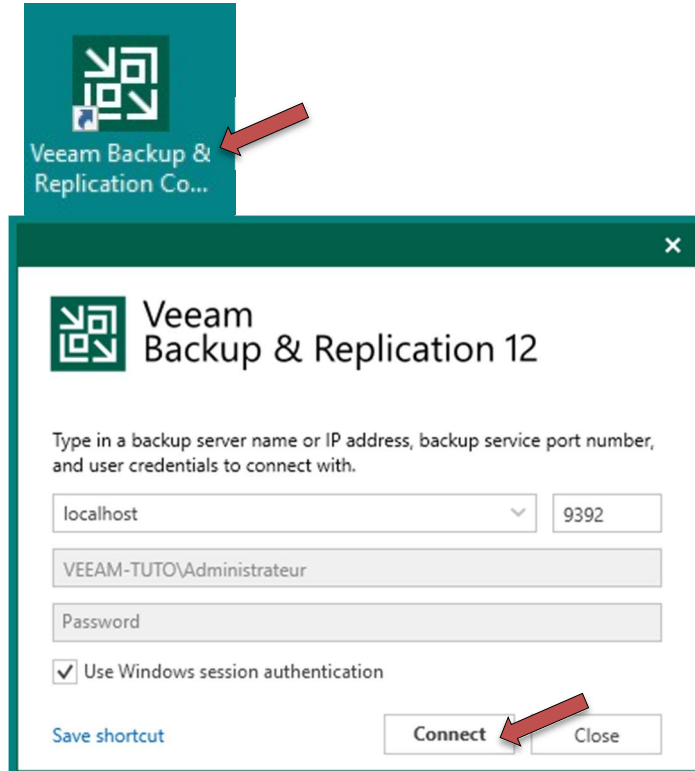 Veeam Backup &
Replication Co...
Veeam
Backup & Replication 12
Type in a backup server name or IP address, backup service port number,
and user credentials to connect with.
localhost 9392
VEEAM-TUTO\Administrateur
Password
Use Windows session authentication
Save shortcut Connect Close